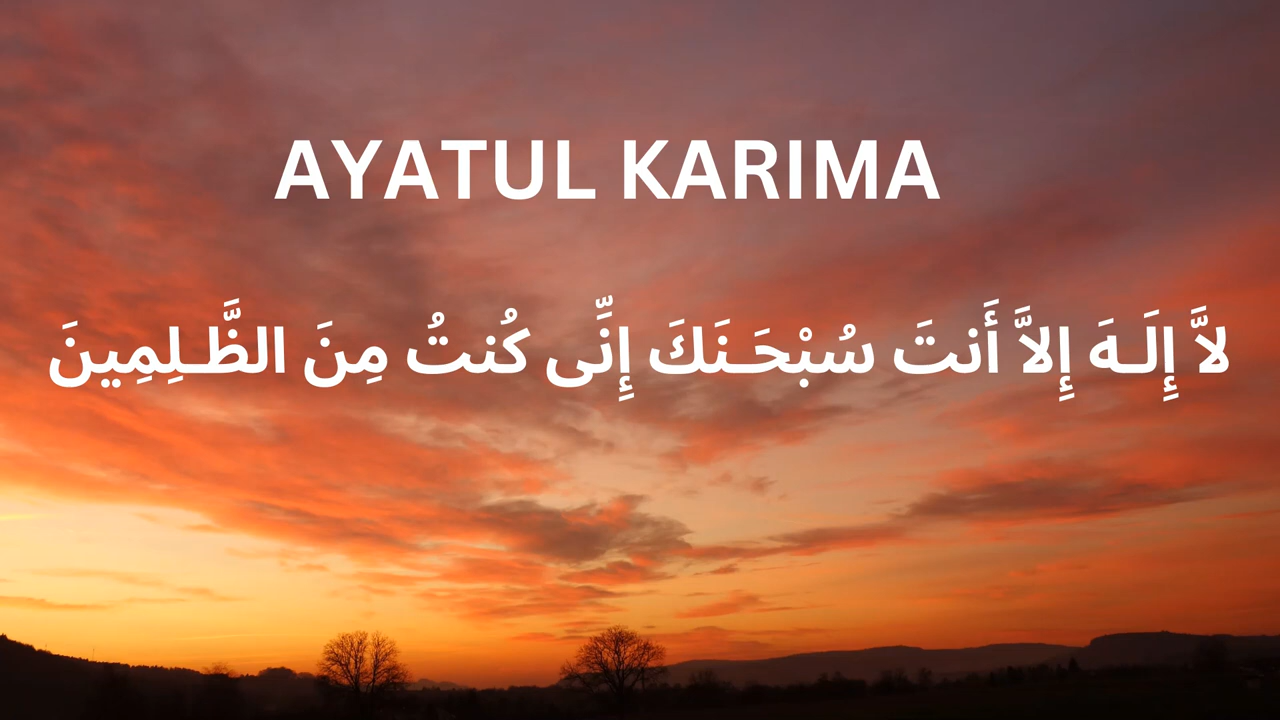 AYATUL KARIMA
لاَّ إِلَـهَ إِلاَّ أَنتَ سُبْحَـنَكَ إِنِّى كُنتُ مِنَ الظَّـلِمِينَ